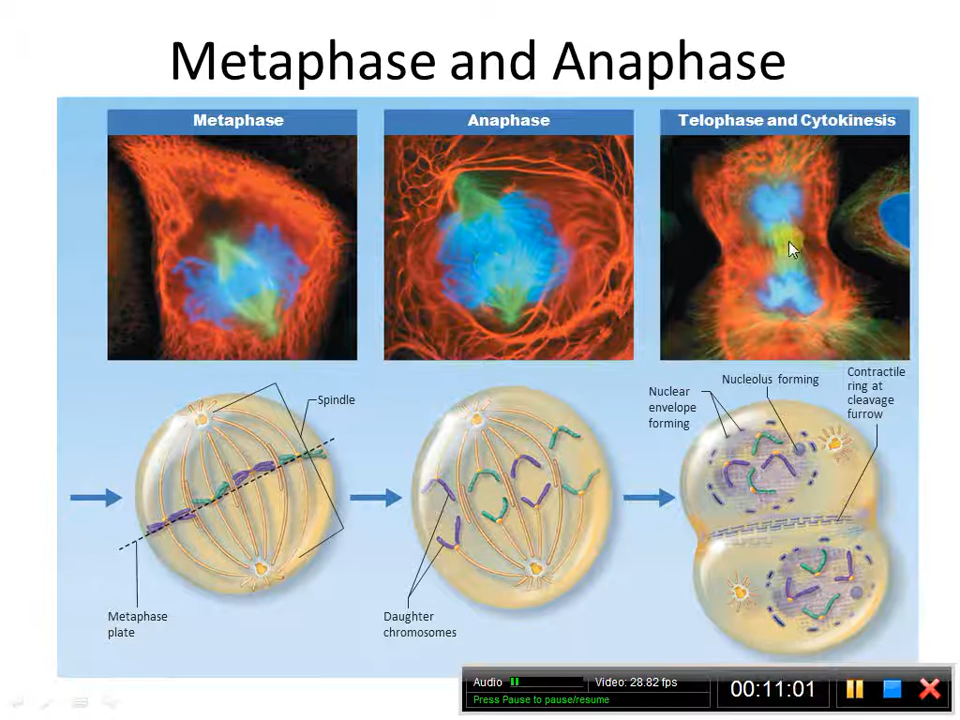 Metaphase and Anaphase
Metaphase
Anaphase
Telophase and Cytokinesis
Spindle
Metaphase
plate
Daughter
chromosomes
Nuclear
envelope
forming
Nucleolus forming
Contractile
ring at
cleavage
furrow
Audio
Video: 28.82 fps
Press Pause to pause/resume
00:11:01